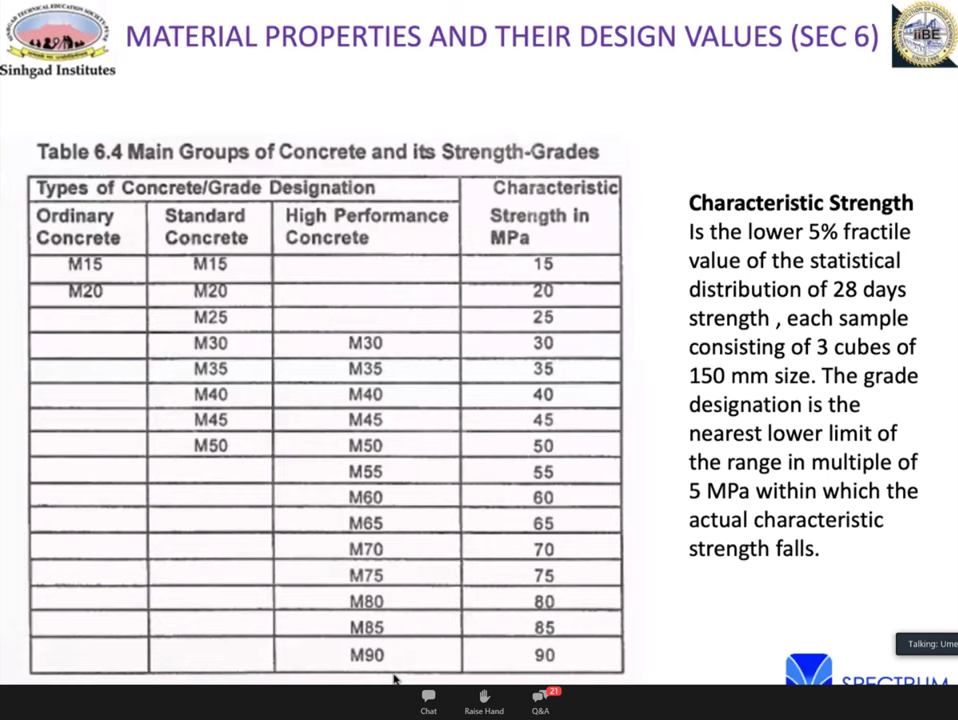 MATERIAL PROPERTIES AND THEIR DESIGN VALUES (SEC 6)
Sinhgad Institutes
IIBE
Table 6.4 Main Groups of Concrete and its Strength-Grades
Types of Concrete/Grade Designation Characteristic Strength in MPa
Ordinary Concrete Standard Concrete High Performance Concrete
M15 M15 15
M20 M20 20
M25 25
M30 M30 30
M35 M35 35
M40 M40 40
M45 M45 45
M50 M50 50
M55 55
M60 60
M65 65
M70 70
M75 75
M80 80
M85 85
M90 90
Characteristic Strength
Is the lower 5% fractile
value of the statistical
distribution of 28 days
strength , each sample
consisting of 3 cubes of
150 mm size. The grade
designation is the
nearest lower limit of
the range in multiple of
5 MPa within which the
actual characteristic
strength falls.
Talking: Ume
SPECTRUM
21
Chat Raise Hand Q&A